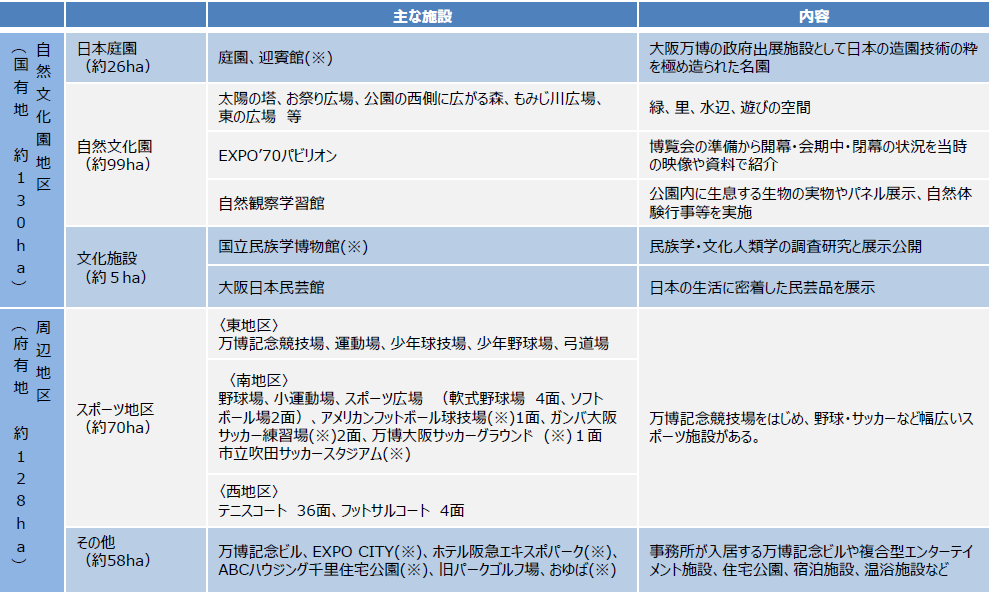 主な施設
内容
自然文化園地区
（国有地　約１３０ｈａ）
日本庭園
（約26ha）
庭園、迎賓館(※)
大阪万博の政府出展施設として日本の造園技術の粋
を極め造られた名園
自然文化園
（約99ha）
太陽の塔、お祭り広場、公園の西側に広がる森、もみじ川広場、
東の広場　等
緑、里、水辺、遊びの空間
EXPO’70パビリオン
博覧会の準備から開幕・会期中・閉幕の状況を当時
の映像や資料で紹介
自然観察学習館
公園内に生息する生物の実物やパネル展示、自然体
験行事等を実施
文化施設
（約５ha）
国立民族学博物館(※)
民族学・文化人類学の調査研究と展示公開
大阪日本民芸館
日本の生活に密着した民芸品を展示
周辺地区
（府有地　約１２８ｈａ）
スポーツ地区
（約70ha）
〈東地区〉
万博記念競技場、運動場、少年球技場、少年野球場、弓道場
〈南地区〉
野球場、小運動場、スポーツ広場　（軟式野球場　4面、ソフト
ボール場2面）、アメリカンフットボール球技場(※)1面、ガンバ大阪
サッカー練習場(※)2面、万博大阪サッカーグラウンド　(※)１面
市立吹田サッカースタジアム(※)
〈西地区〉
テニスコート　36面、フットサルコート　4面
万博記念競技場をはじめ、野球・サッカーなど幅広いス
ポーツ施設がある。
その他
（約58ha）
万博記念ビル、EXPO CITY(※)、ホテル阪急エキスポパーク(※)、
ABCハウジング千里住宅公園(※)、旧パークゴルフ場、おゆば(※)
事務所が入居する万博記念ビルや複合型エンターテイ
メント施設、住宅公園、宿泊施設、温浴施設など